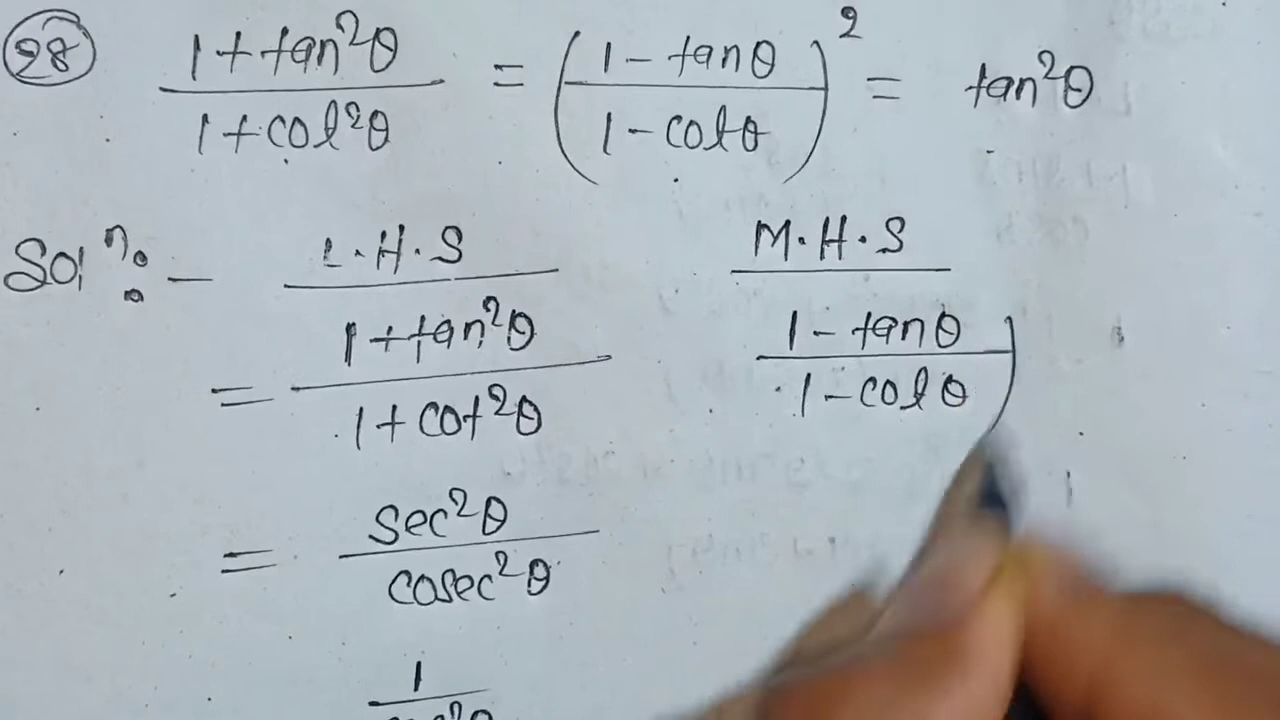 28 1+tan²θ / 1+cot²θ = (1-tanθ / 1-cotθ)² = tan²θ
Solⁿ:- L.H.S
= 1+tan²θ / 1+cot²θ
= sec²θ / cosec²θ
1
M.H.S
1-tanθ / 1-cotθ)